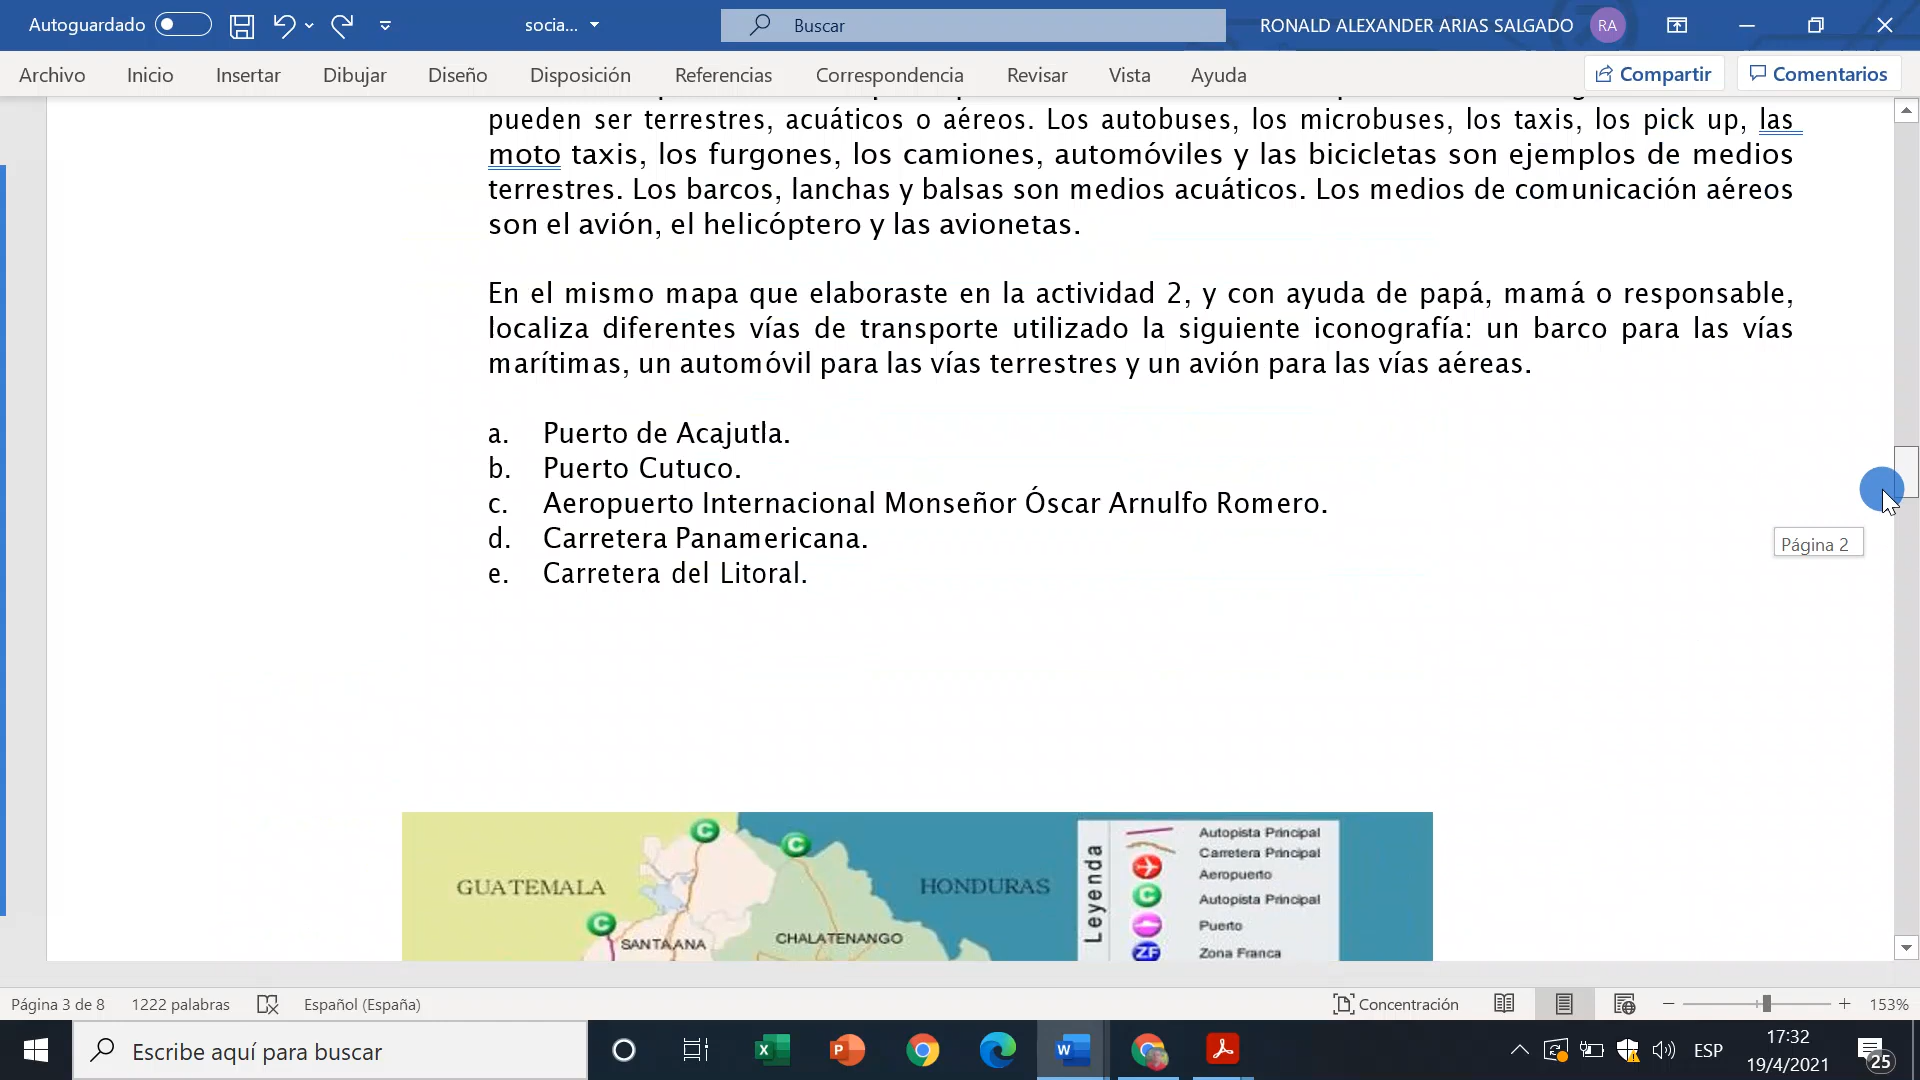 Autoguardado
socia...
Buscar
RONALD ALEXANDER ARIAS SALGADO
RA
Archivo
Inicio
Insertar
Dibujar
Diseño
Disposición
Referencias
Correspondencia
Revisar
Vista
Ayuda
Compartir
Comentarios
pueden ser terrestres, acuáticos o aéreos. Los autobuses, los microbuses, los taxis, los pick up, las
moto taxis, los furgones, los camiones, automóviles y las bicicletas son ejemplos de medios
terrestres. Los barcos, lanchas y balsas son medios acuáticos. Los medios de comunicación aéreos
son el avión, el helicóptero y las avionetas.
En el mismo mapa que elaboraste en la actividad 2, y con ayuda de papá, mamá o responsable,
localiza diferentes vías de transporte utilizado la siguiente iconografía: un barco para las vías
marítimas, un automóvil para las vías terrestres y un avión para las vías aéreas.
a. Puerto de Acajutla.
b. Puerto Cutuco.
c. Aeropuerto Internacional Monseñor Óscar Arnulfo Romero.
d. Carretera Panamericana.
e. Carretera del Litoral.
Página 2
C
C
GUATEMALA
HONDURAS
C
SANTA ANA
CHALATENANGO
Leyenda
Autopista Principal
Carretera Principal
Aeropuerto
C Autopista Principal
Puerto
ZF Zona Franca
Página 3 de 8
1222 palabras
Español (España)
Concentración
153%
Escribe aquí para buscar
ESP
17:32
19/4/2021
25